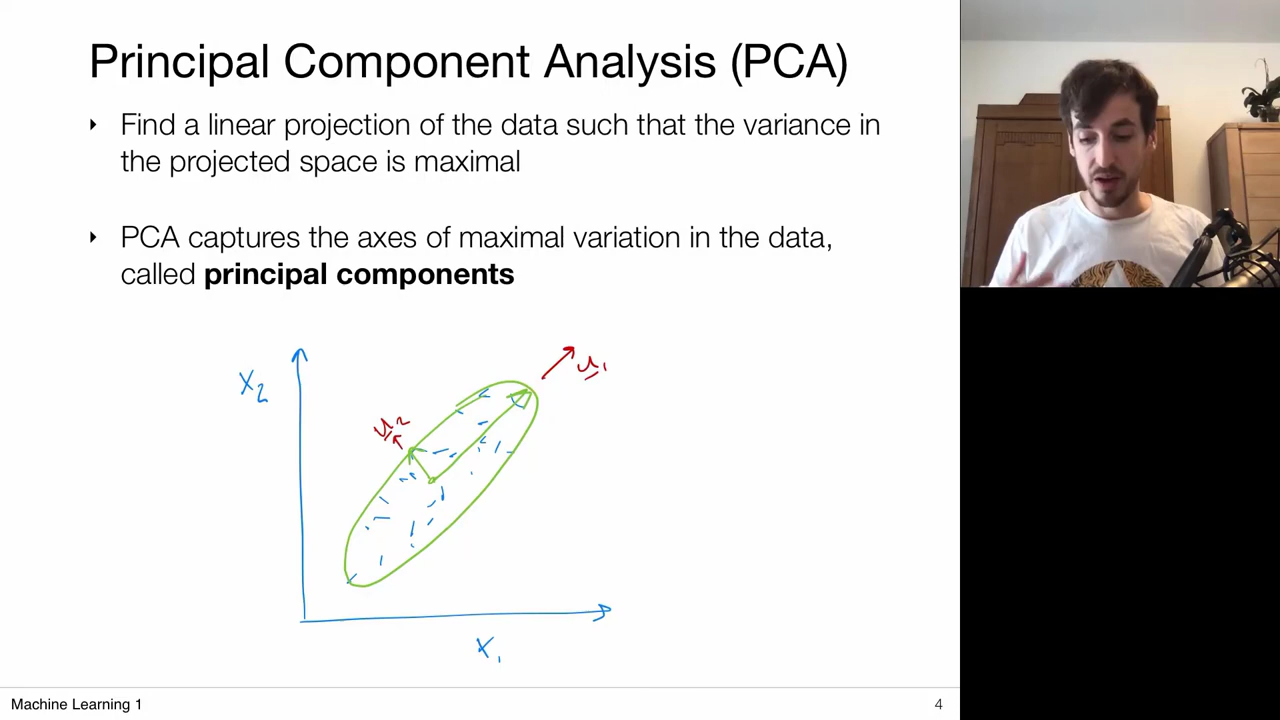 Principal Component Analysis (PCA)
Find a linear projection of the data such that the variance in
the projected space is maximal
PCA captures the axes of maximal variation in the data,
called principal components
x2
u1
u2
x1
Machine Learning 1
4